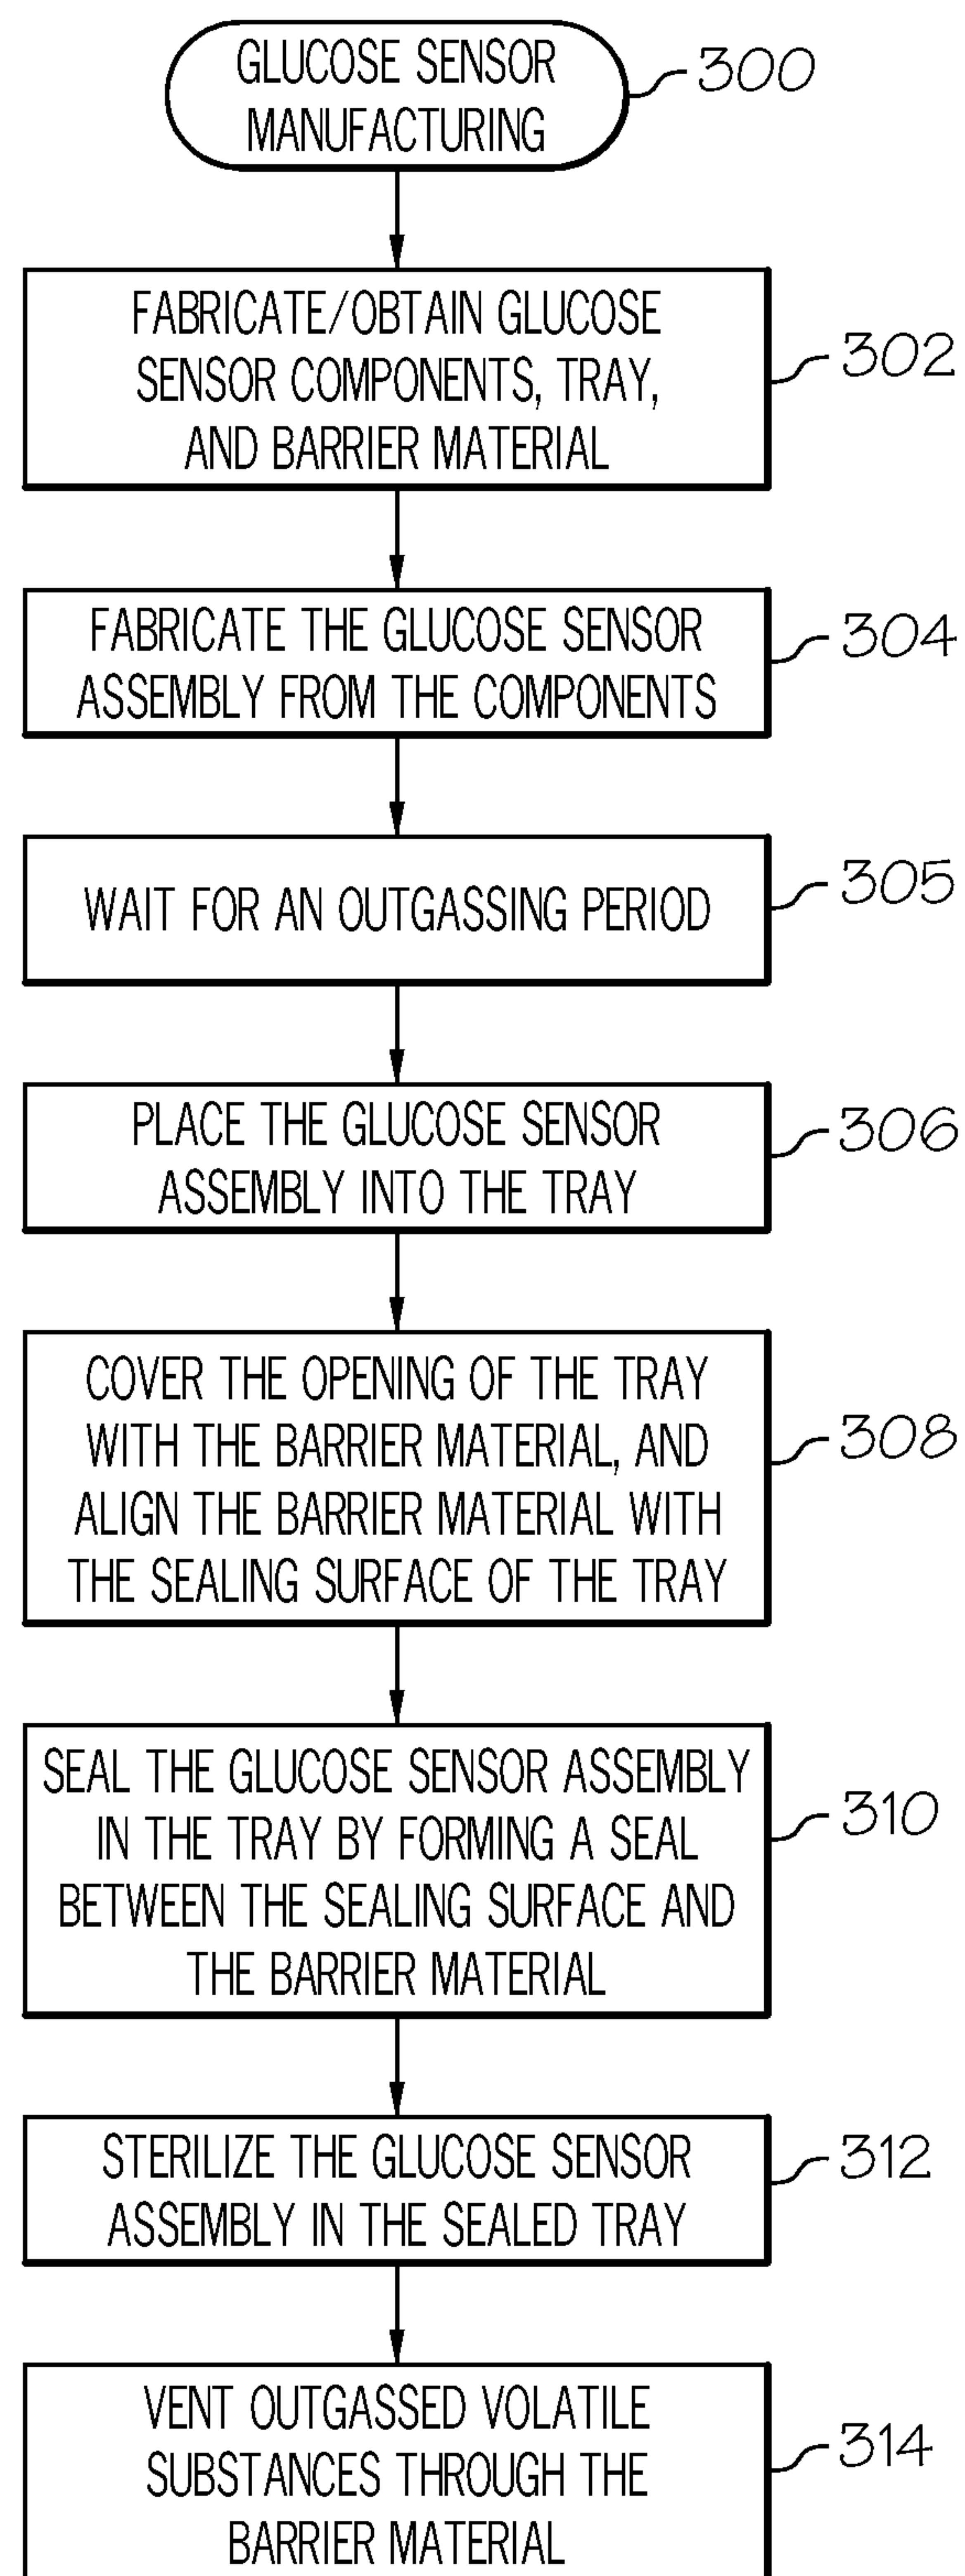 GLUCOSE SENSOR
MANUFACTURING
300
FABRICATE/OBTAIN GLUCOSE
SENSOR COMPONENTS, TRAY,
AND BARRIER MATERIAL
302
FABRICATE THE GLUCOSE SENSOR
ASSEMBLY FROM THE COMPONENTS
304
WAIT FOR AN OUTGASSING PERIOD
305
PLACE THE GLUCOSE SENSOR
ASSEMBLY INTO THE TRAY
306
COVER THE OPENING OF THE TRAY
WITH THE BARRIER MATERIAL, AND
ALIGN THE BARRIER MATERIAL WITH
THE SEALING SURFACE OF THE TRAY
308
SEAL THE GLUCOSE SENSOR ASSEMBLY
IN THE TRAY BY FORMING A SEAL
BETWEEN THE SEALING SURFACE AND
THE BARRIER MATERIAL
310
STERILIZE THE GLUCOSE SENSOR
ASSEMBLY IN THE SEALED TRAY
312
VENT OUTGASSED VOLATILE
SUBSTANCES THROUGH THE
BARRIER MATERIAL
314